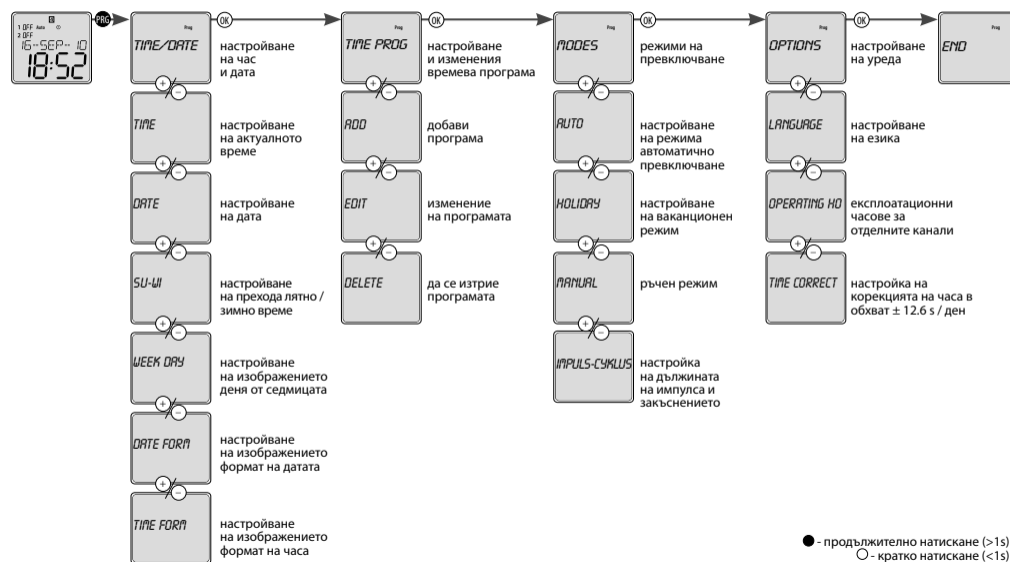 1 OFF Auto
2 OFF
16-SEP-10
18:52
PRG
Prog
TIME/DATE
настройване
на час
и дата
+
-
TIME
настройване
на актуалното
време
+
-
DATE
настройване
на дата
+
-
SU-WI
настройване
на прехода лятно /
зимно време
+
-
WEEK DAY
настройване
на изображението
деня от седмицата
+
-
DATE FORM
настройване
на изображението
формат на датата
+
-
TIME FORM
настройване
на изображението
формат на часа
OK
Prog
TIME PROG
настройване
и изменения
времева програма
+
-
ADD
добави
програма
+
-
EDIT
изменение
на програмата
+
-
DELETE
да се изтрие
програмата
OK
Prog
MODES
режими на
превключване
+
-
AUTO
настройване
на режима
автоматично
превключване
+
-
HOLIDAY
настройване
на ваканционен
режим
+
-
MANUAL
ръчен режим
+
-
IMPULS-CYKLUS
настройка
на дължината
на импулса и
закъснението
OK
Prog
OPTIONS
настройване
на уреда
+
-
LANGUAGE
настройване
на езика
+
-
OPERATING HO
експлоатационни
часове за
отделните канали
+
-
TIME CORRECT
настройка на
корекцията на часа в
обхват ± 12.6 s / ден
OK
Prog
END
- продължително натискане (>1s)
- кратко натискане (<1s)